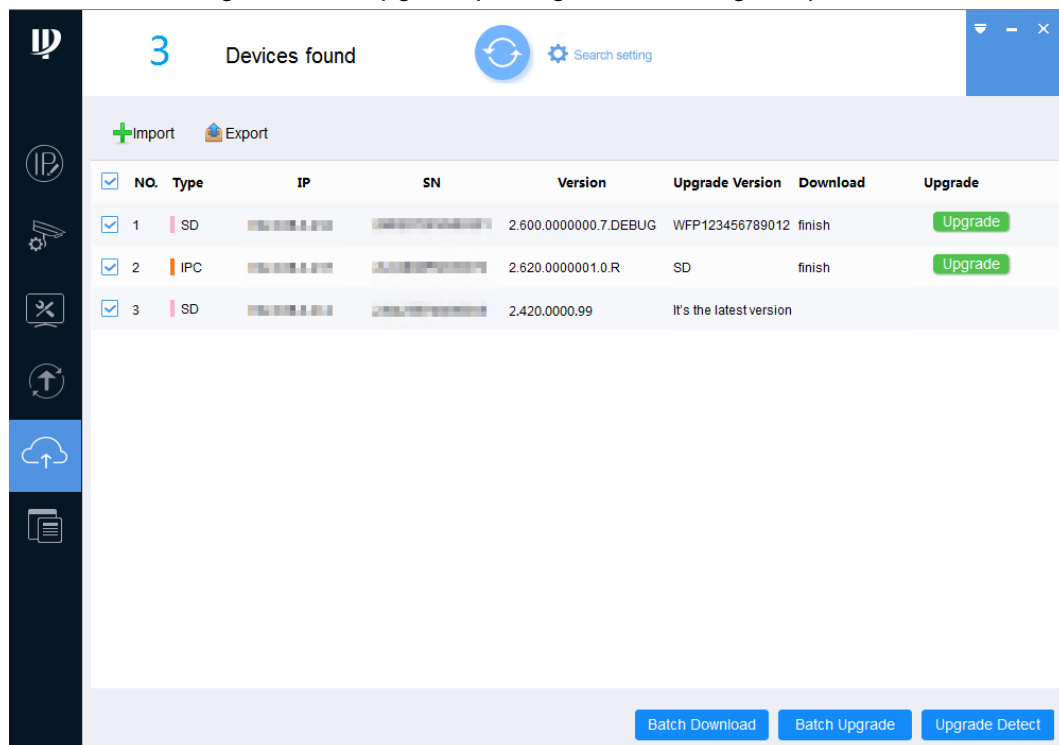 3 Devices found Search setting
Import Export
NO. Type IP SN Version Upgrade Version Download Upgrade
1 SD 2.600.0000000.7.DEBUG WFP123456789012 finish Upgrade
2 IPC 2.620.0000001.0.R SD finish Upgrade
3 SD 2.420.0000.99 It's the latest version
Batch Download Batch Upgrade Upgrade Detect